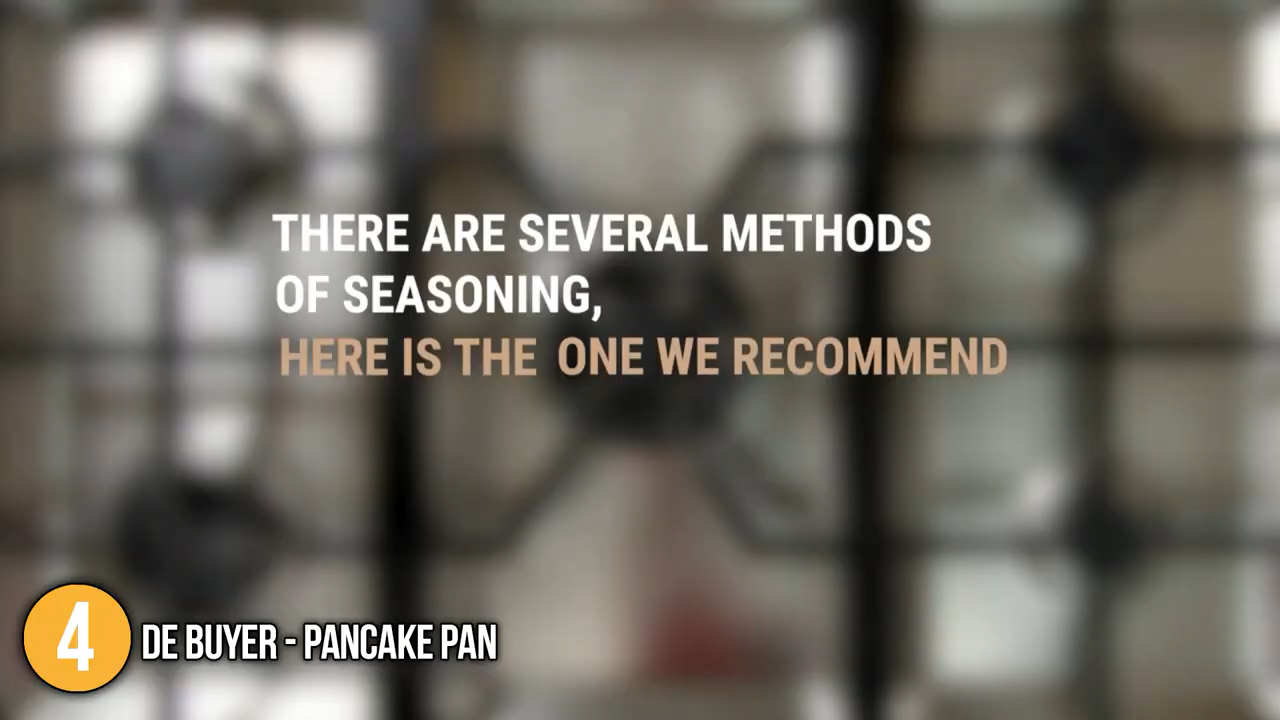 THERE ARE SEVERAL METHODS
OF SEASONING,
HERE IS THE ONE WE RECOMMEND
4 DE BUYER - PANCAKE PAN